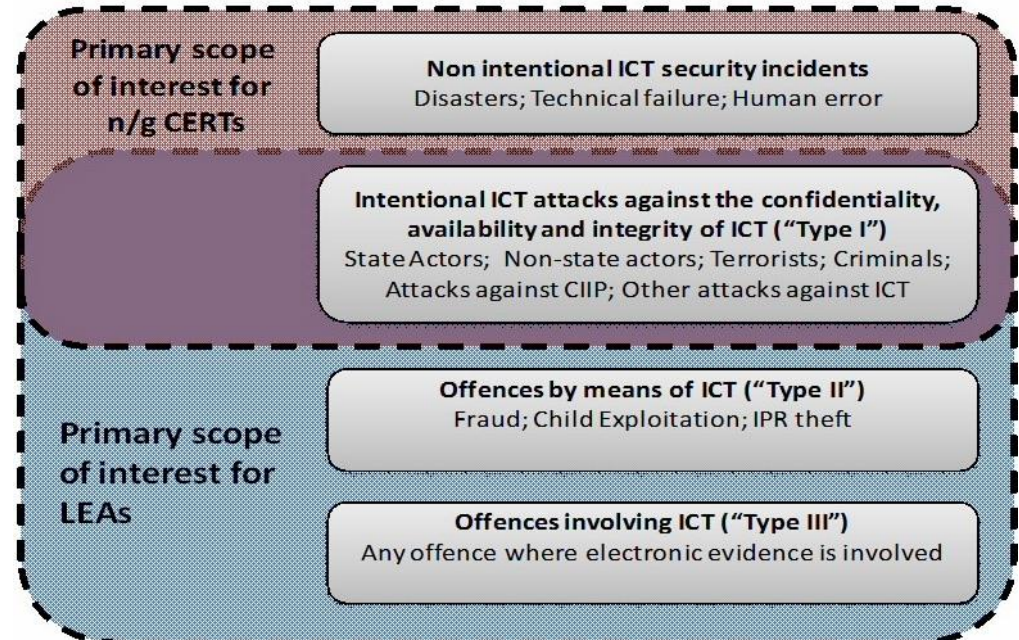 Primary scope
of interest for
n/g CERTs
Non intentional ICT security incidents
Disasters; Technical failure; Human error
Intentional ICT attacks against the confidentiality,
availability and integrity of ICT (“Type I”)
State Actors; Non-state actors; Terrorists; Criminals;
Attacks against CIIP; Other attacks against ICT
Primary scope
of interest for
LEAs
Offences by means of ICT (“Type II”)
Fraud; Child Exploitation; IPR theft
Offences involving ICT (“Type III”)
Any offence where electronic evidence is involved